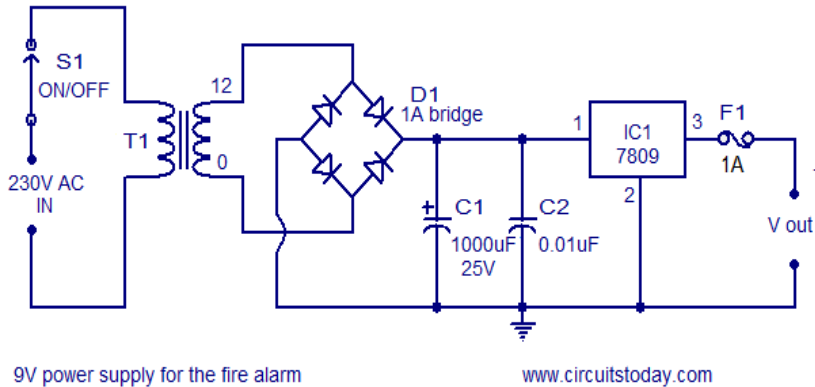 S1
ON/OFF
230V AC
IN
T1
12
0
D1
1A bridge
C1
+
1000uF
25V
C2
0.01uF
1
IC1
7809
3
2
F1
1A
V out
9V power supply for the fire alarm
www.circuitstoday.com